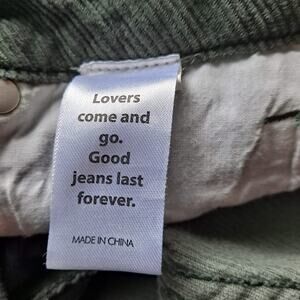 Lovers
come and
go.
Good
jeans last
forever.
MADE IN CHINA